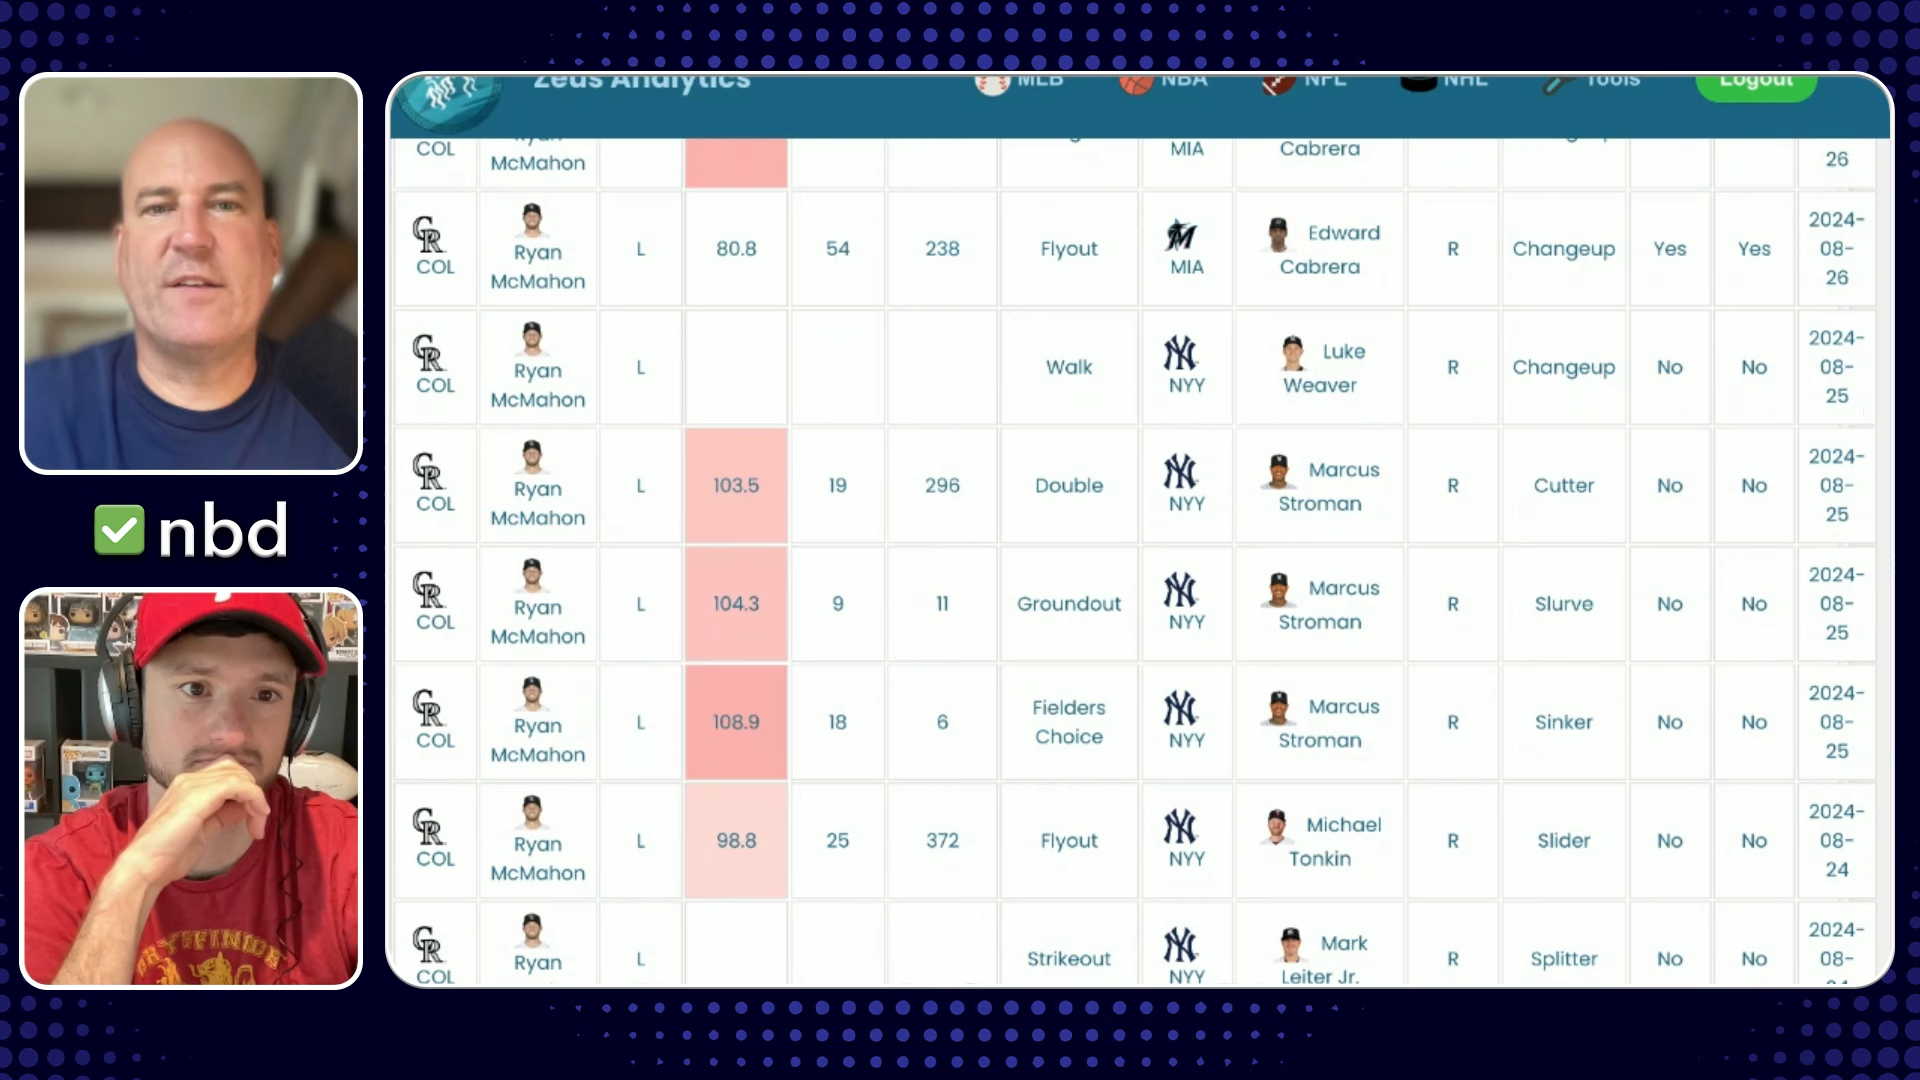 Zeus Analytics MLB NBA NFL NHL Tools Logout
COL McMahon MIA Cabrera 26
COL Ryan McMahon L 80.8 54 238 Flyout MIA Edward Cabrera R Changeup Yes Yes 2024-08-26
COL Ryan McMahon L Walk NYY Luke Weaver R Changeup No No 2024-08-25
COL Ryan McMahon L 103.5 19 296 Double NYY Marcus Stroman R Cutter No No 2024-08-25
COL Ryan McMahon L 104.3 9 11 Groundout NYY Marcus Stroman R Slurve No No 2024-08-25
COL Ryan McMahon L 108.9 18 6 Fielders Choice NYY Marcus Stroman R Sinker No No 2024-08-25
COL Ryan McMahon L 98.8 25 372 Flyout NYY Michael Tonkin R Slider No No 2024-08-24
COL Ryan L Strikeout NYY Mark Leiter Jr. R Splitter No No 2024-08-
nbd